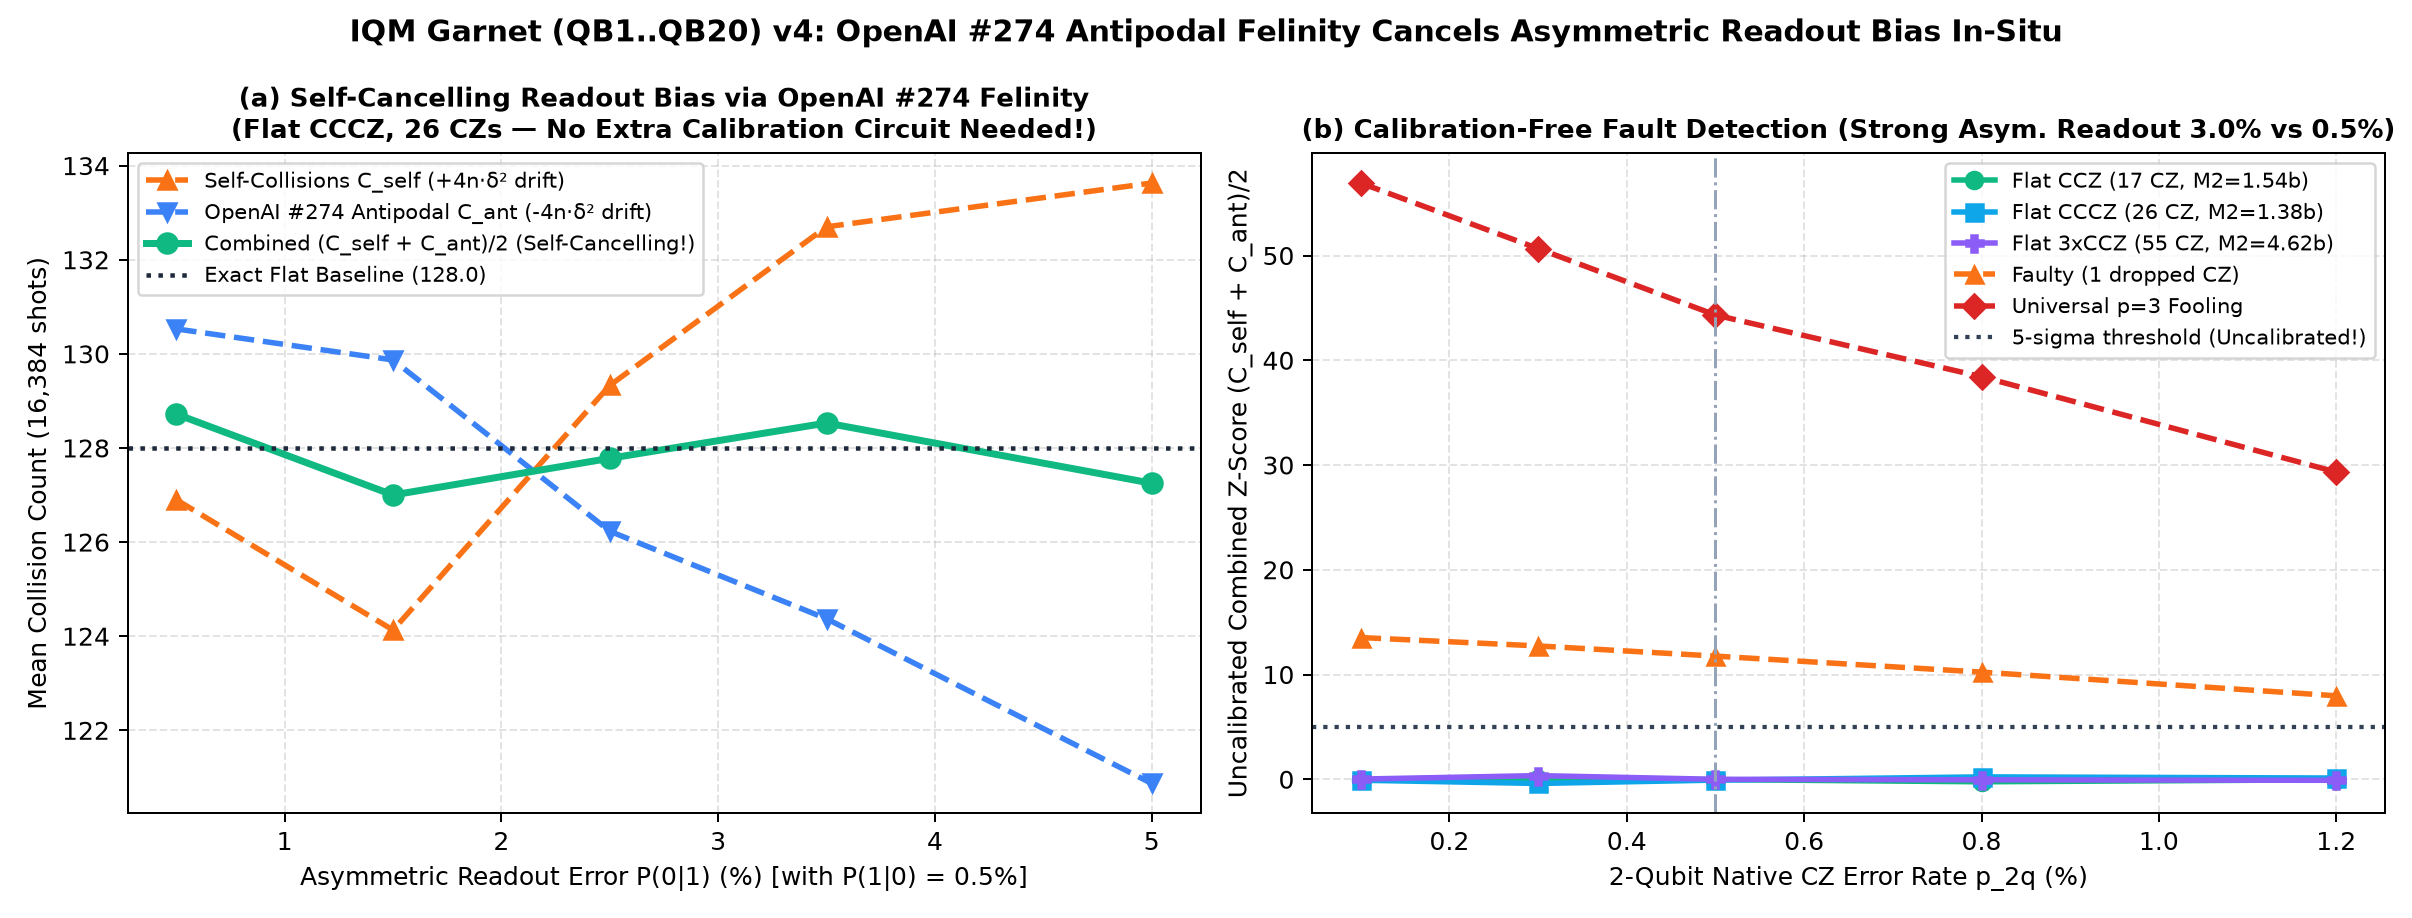 IQM Garnet (QB1..QB20) v4: OpenAI #274 Antipodal Felinity Cancels Asymmetric Readout Bias In-Situ
(a) Self-Cancelling Readout Bias via OpenAI #274 Felinity
(Flat CCCZ, 26 CZs — No Extra Calibration Circuit Needed!)
Mean Collision Count (16,384 shots)
134
132
130
128
126
124
122
Self-Collisions C_self (+4n·δ² drift)
OpenAI #274 Antipodal C_ant (-4n·δ² drift)
Combined (C_self + C_ant)/2 (Self-Cancelling!)
Exact Flat Baseline (128.0)
1
2
3
4
5
Asymmetric Readout Error P(0|1) (%) [with P(1|0) = 0.5%]
(b) Calibration-Free Fault Detection (Strong Asym. Readout 3.0% vs 0.5%)
Uncalibrated Combined Z-Score (C_self + C_ant)/2
50
40
30
20
10
0
Flat CCZ (17 CZ, M2=1.54b)
Flat CCCZ (26 CZ, M2=1.38b)
Flat 3xCCZ (55 CZ, M2=4.62b)
Faulty (1 dropped CZ)
Universal p=3 Fooling
5-sigma threshold (Uncalibrated!)
0.2
0.4
0.6
0.8
1.0
1.2
2-Qubit Native CZ Error Rate p_2q (%)